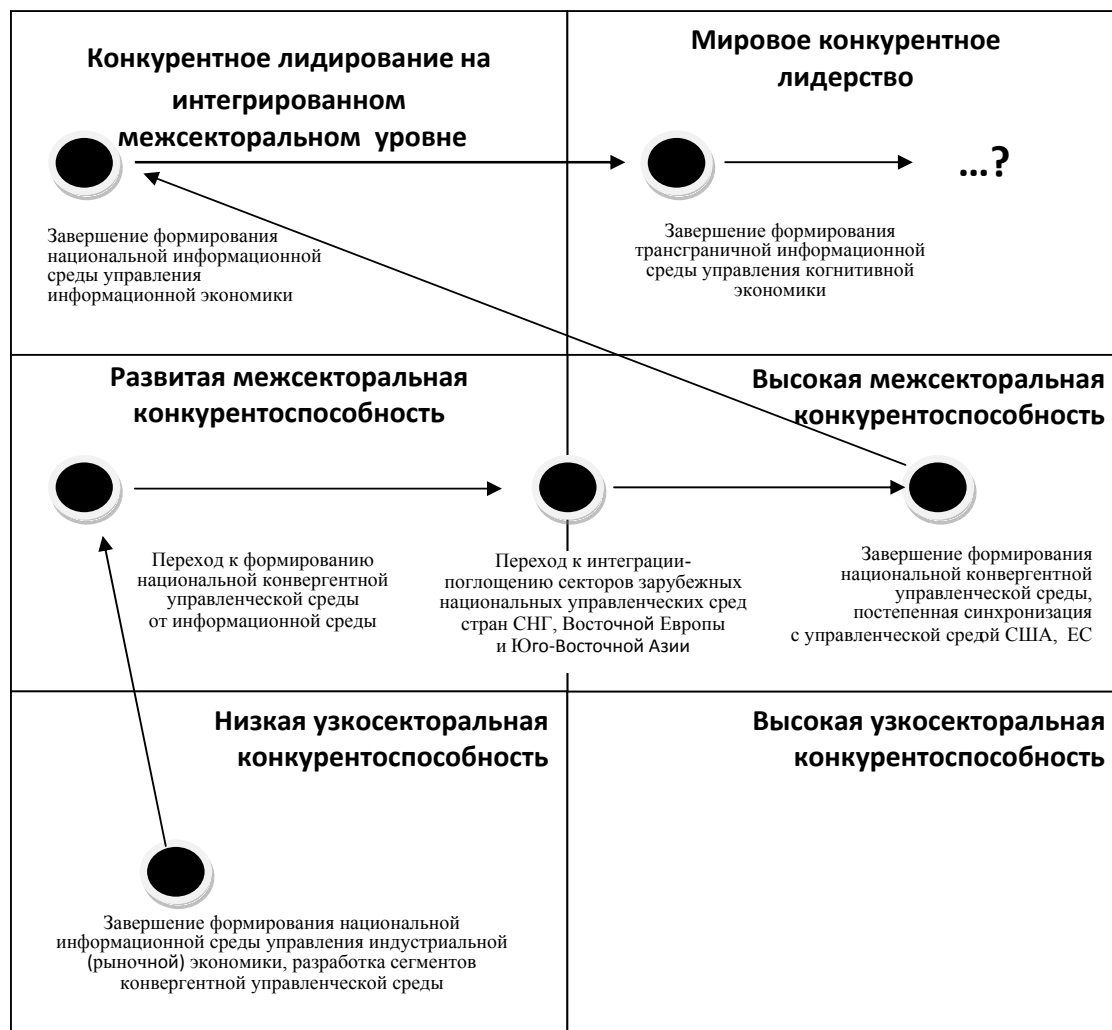 Конкурентное лидирование на
интегрированном
межсекторальном уровне
Завершение формирования
национальной информационной
среды управления
информационной экономики
Мировое конкурентное
лидерство
...?
Завершение формирования
трансграничной информационной
среды управления когнитивной
экономики
Развитая межсекторальная
конкурентоспособность
Переход к формированию
национальной конвергентной
управленческой среды
от информационной среды
Переход к интеграции-
поглощению секторов зарубежных
национальных управленческих сред
стран СНГ, Восточной Европы
и Юго-Восточной Азии
Высокая межсекторальная
конкурентоспособность
Завершение формирования
национальной конвергентной
управленческой среды,
постепенная синхронизация
с управленческой средой США, ЕС
Низкая узкосекторальная
конкурентоспособность
Завершение формирования национальной
информационной среды управления индустриальной
(рыночной) экономики, разработка сегментов
конвергентной управленческой среды
Высокая узкосекторальная
конкурентоспособность